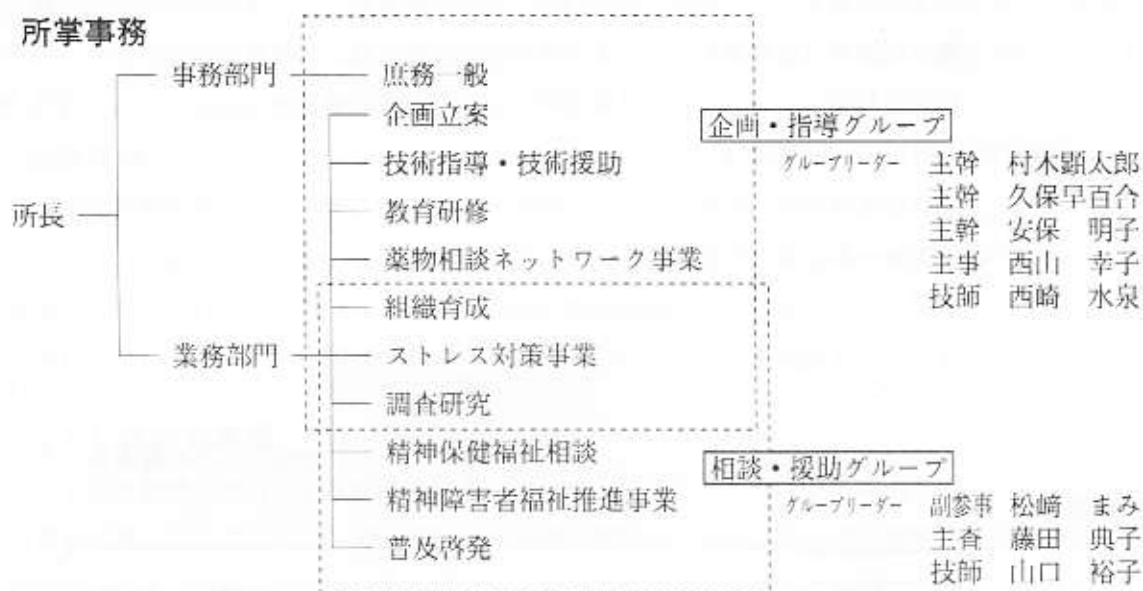 所掌事務
事務部門 庶務一般
企画立案
企画・指導グループ
技術指導・技術援助
グループリーダー 主幹 村木顕太郎
主幹 久保早百合
所長
教育研修
主幹 安保 明子
薬物相談ネットワーク事業
主事 西山 幸子
組織育成
技師 西崎 水泉
業務部門 ストレス対策事業
調査研究
精神保健福祉相談
相談・援助グループ
精神障害者福祉推進事業
グループリーダー 副参事 松﨑 まみ
主査 藤田 典子
普及啓発
技師 山口 裕子